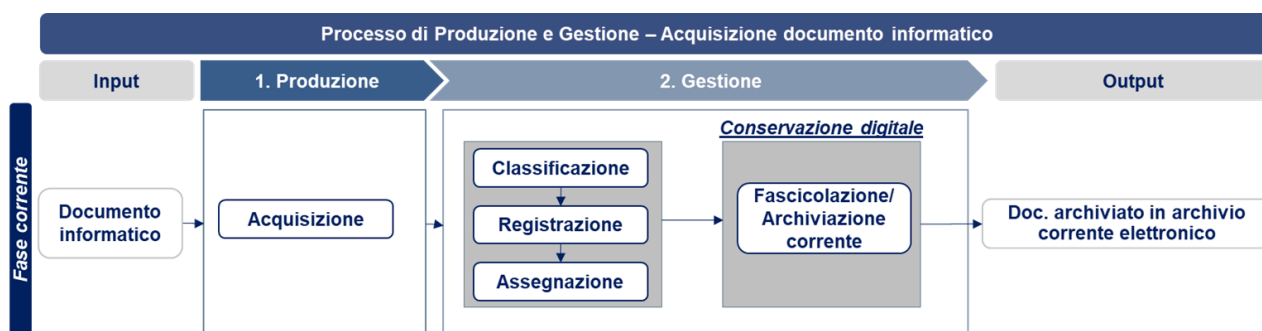 Processo di Produzione e Gestione – Acquisizione documento informatico
Input
1. Produzione
2. Gestione
Output
Fase corrente
Documento
informatico
Acquisizione
Classificazione
Registrazione
Assegnazione
Conservazione digitale
Fascicolazione/
Archiviazione
corrente
Doc. archiviato in archivio
corrente elettronico